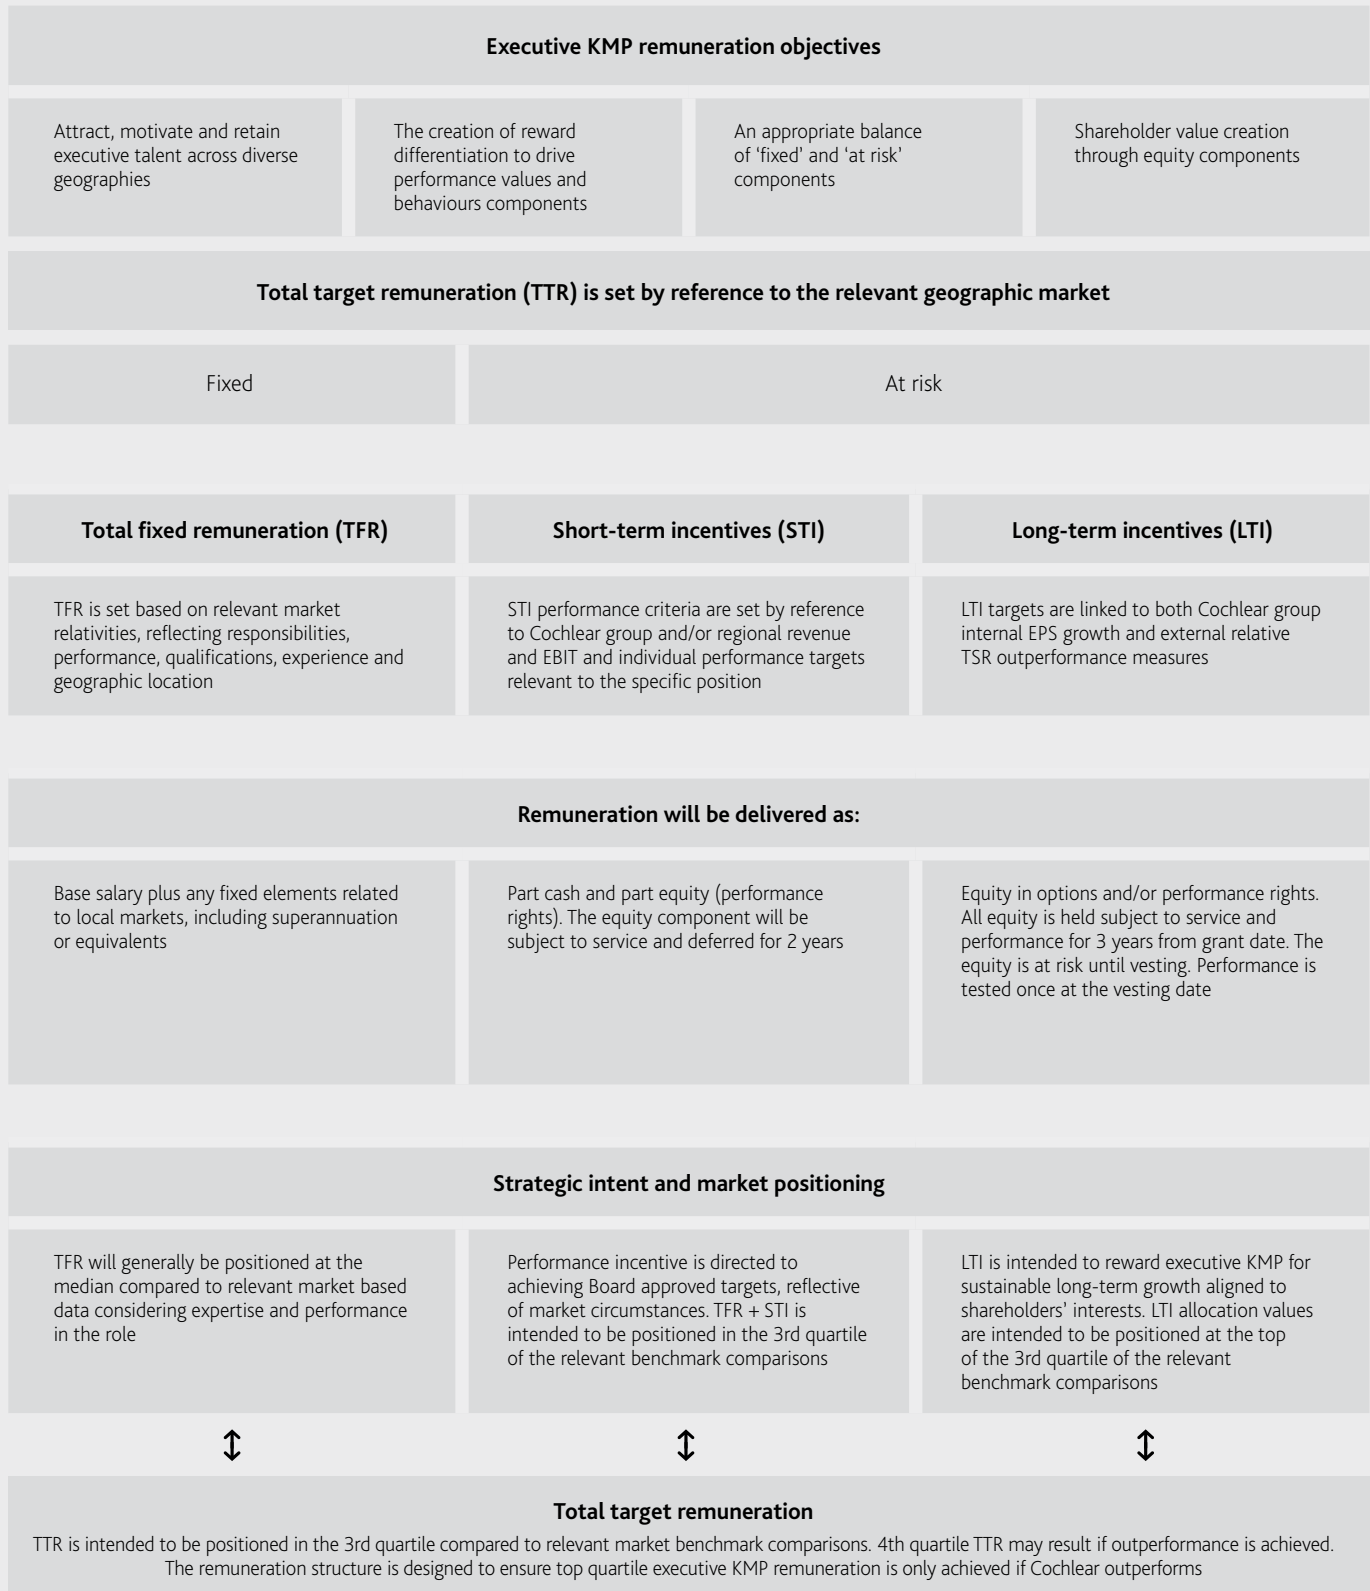 Executive KMP remuneration objectives
Attract, motivate and retain
executive talent across diverse
geographies
The creation of reward
differentiation to drive
performance values and
behaviours components
An appropriate balance
of ‘fixed’ and ‘at risk’
components
Shareholder value creation
through equity components
Total target remuneration (TTR) is set by reference to the relevant geographic market
Fixed
At risk
Total fixed remuneration (TFR)
Short-term incentives (STI)
Long-term incentives (LTI)
TFR is set based on relevant market
relativities, reflecting responsibilities,
performance, qualifications, experience and
geographic location
STI performance criteria are set by reference
to Cochlear group and/or regional revenue
and EBIT and individual performance targets
relevant to the specific position
LTI targets are linked to both Cochlear group
internal EPS growth and external relative
TSR outperformance measures
Remuneration will be delivered as:
Base salary plus any fixed elements related
to local markets, including superannuation
or equivalents
Part cash and part equity (performance
rights). The equity component will be
subject to service and deferred for 2 years
Equity in options and/or performance rights.
All equity is held subject to service and
performance for 3 years from grant date. The
equity is at risk until vesting. Performance is
tested once at the vesting date
Strategic intent and market positioning
TFR will generally be positioned at the
median compared to relevant market based
data considering expertise and performance
in the role
Performance incentive is directed to
achieving Board approved targets, reflective
of market circumstances. TFR + STI is
intended to be positioned in the 3rd quartile
of the relevant benchmark comparisons
LTI is intended to reward executive KMP for
sustainable long-term growth aligned to
shareholders’ interests. LTI allocation values
are intended to be positioned at the top
of the 3rd quartile of the relevant
benchmark comparisons
Total target remuneration
TTR is intended to be positioned in the 3rd quartile compared to relevant market benchmark comparisons. 4th quartile TTR may result if outperformance is achieved.
The remuneration structure is designed to ensure top quartile executive KMP remuneration is only achieved if Cochlear outperforms